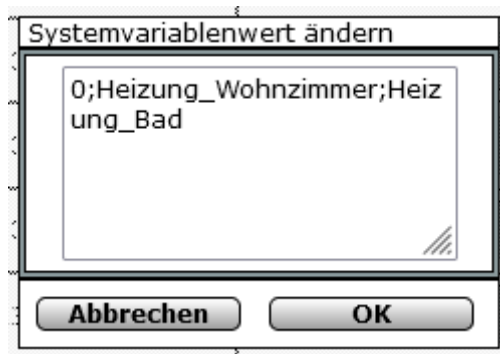 Systemvariablenwert ändern
0;Heizung_Wohnzimmer;Heiz
ung_Bad
Abbrechen OK